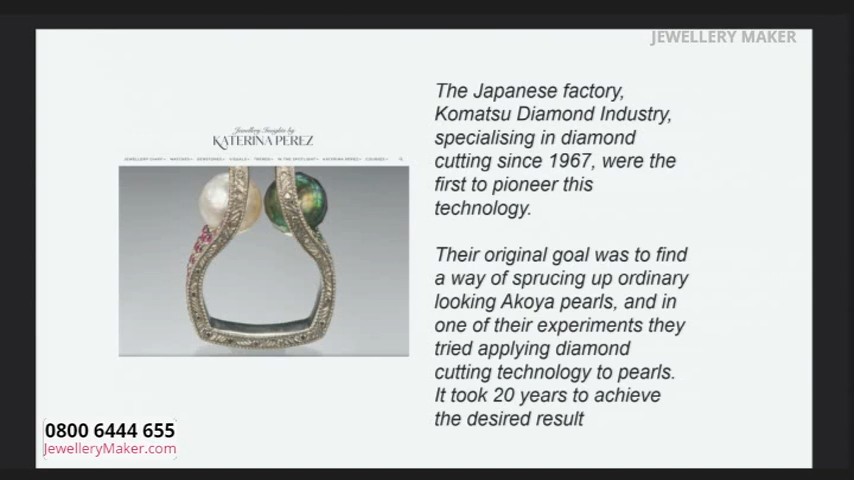 JEWELLERY MAKER
Jewellery Insights by
KATERINA PEREZ
The Japanese factory,
Komatsu Diamond Industry,
specialising in diamond
cutting since 1967, were the
first to pioneer this
technology.
Their original goal was to find
a way of sprucing up ordinary
looking Akoya pearls, and in
one of their experiments they
tried applying diamond
cutting technology to pearls.
It took 20 years to achieve
the desired result
0800 6444 655
JewelleryMaker.com